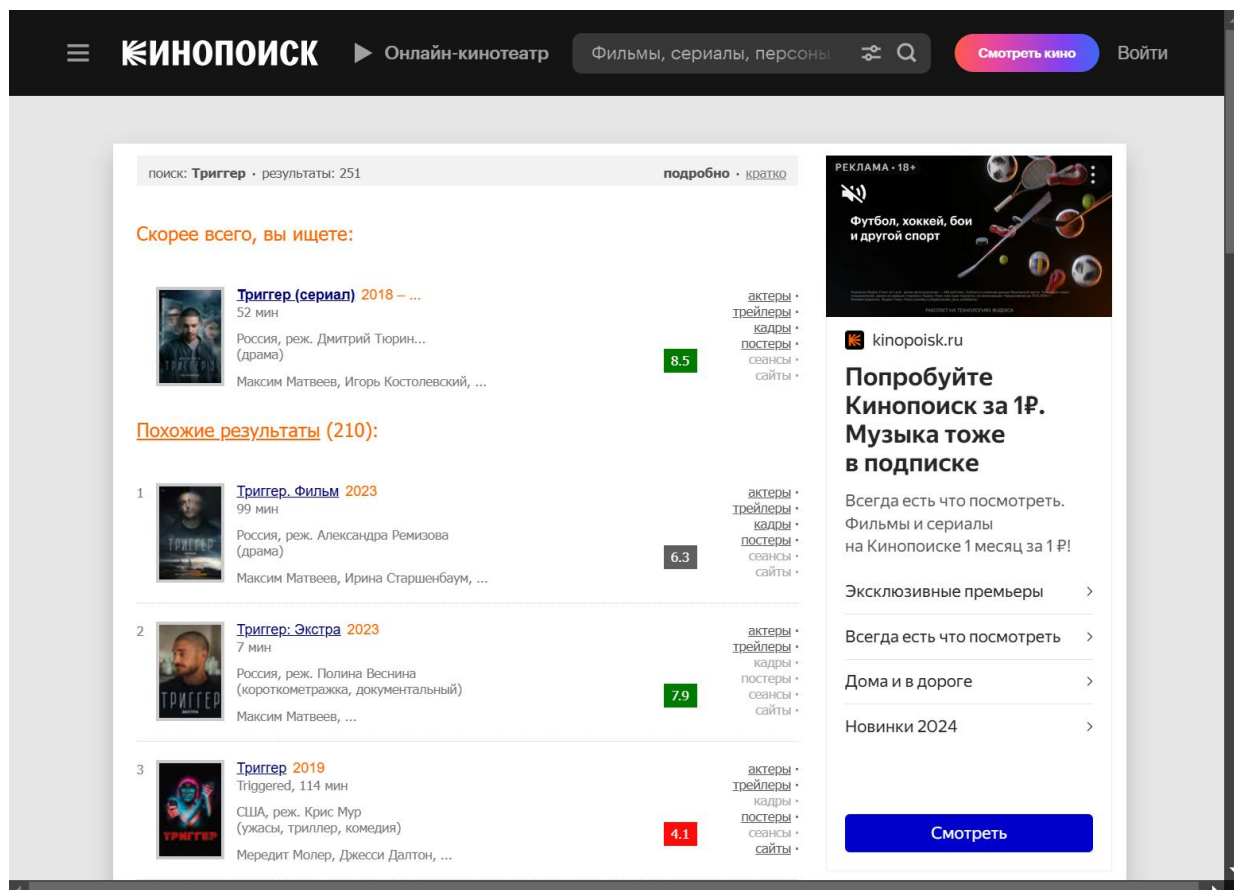 КИНОПОИСК
Онлайн-кинотеатр
Фильмы, сериалы, персоны
Смотреть кино
Войти
поиск: Триггер • результаты: 251
подробно • кратко
Скорее всего, вы ищете:
Триггер (сериал) 2018 – ...
52 мин
Россия, реж. Дмитрий Тюрин...
(драма)
Максим Матвеев, Игорь Костолевский, ...
8.5
актеры •
трейлеры •
кадры •
постеры •
сеансы •
сайты •
Похожие результаты (210):
1
Триггер. Фильм 2023
99 мин
Россия, реж. Александра Ремизова
(драма)
Максим Матвеев, Ирина Старшенбаум, ...
6.3
актеры •
трейлеры •
кадры •
постеры •
сеансы •
сайты •
2
Триггер: Экстра 2023
7 мин
Россия, реж. Полина Веснина
(короткометражка, документальный)
Максим Матвеев, ...
7.9
актеры •
трейлеры •
кадры •
постеры •
сеансы •
сайты •
ТРИГГЕР
3
Триггер 2019
Triggered, 114 мин
США, реж. Крис Мур
(ужасы, триллер, комедия)
Мередит Молер, Джесси Далтон, ...
4.1
актеры •
трейлеры •
кадры •
постеры •
сеансы •
сайты •
ТРИГГЕР
РЕКЛАМА • 18+
Футбол, хоккей, бои
и другой спорт
kinopoisk.ru
Попробуйте
Кинопоиск за 1₽.
Музыка тоже
в подписке
Всегда есть что посмотреть.
Фильмы и сериалы
на Кинопоиске 1 месяц за 1 ₽!
Эксклюзивные премьеры
Всегда есть что посмотреть
Дома и в дороге
Новинки 2024
Смотреть